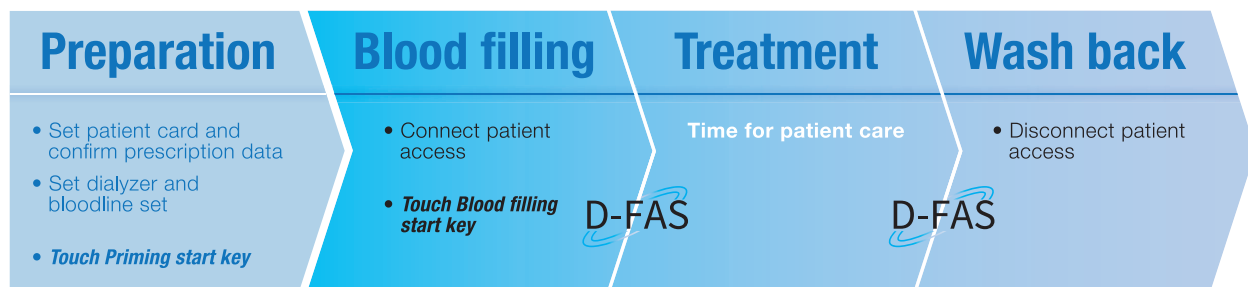 Preparation
• Set patient card and
confirm prescription data
• Set dialyzer and
bloodline set
• Touch Priming start key
Blood filling
• Connect patient
access
• Touch Blood filling
start key
D-FAS
Treatment
Time for patient care
D-FAS
Wash back
• Disconnect patient
access